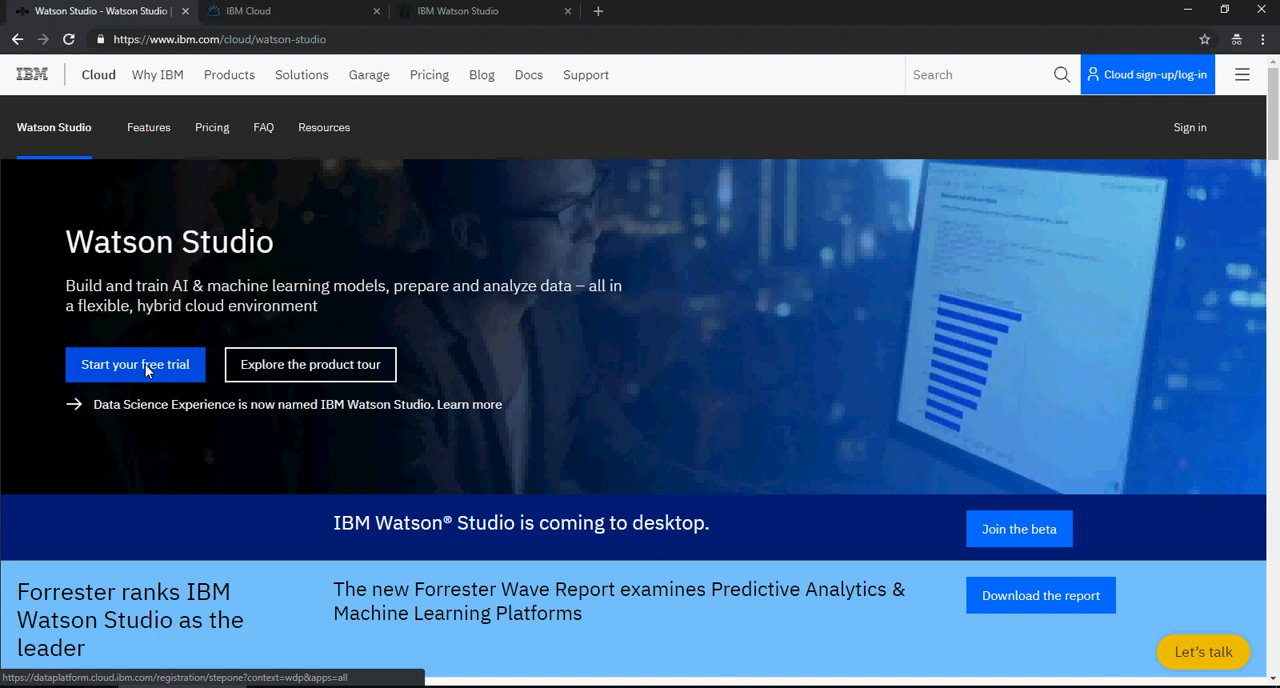 Watson Studio - Watson Studio |
IBM Cloud
IBM Watson Studio
https://www.ibm.com/cloud/watson-studio
IBM
Cloud
Why IBM
Products
Solutions
Garage
Pricing
Blog
Docs
Support
Search
Cloud sign-up/log-in
Watson Studio
Features
Pricing
FAQ
Resources
Sign in
Watson Studio
Build and train AI & machine learning models, prepare and analyze data – all in
a flexible, hybrid cloud environment
Start your free trial
Explore the product tour
Data Science Experience is now named IBM Watson Studio. Learn more
IBM Watson® Studio is coming to desktop.
Join the beta
Forrester ranks IBM
Watson Studio as the
leader
The new Forrester Wave Report examines Predictive Analytics &
Machine Learning Platforms
Download the report
Let's talk
https://dataplatform.cloud.ibm.com/registration/stepone?context=wdp&apps=all